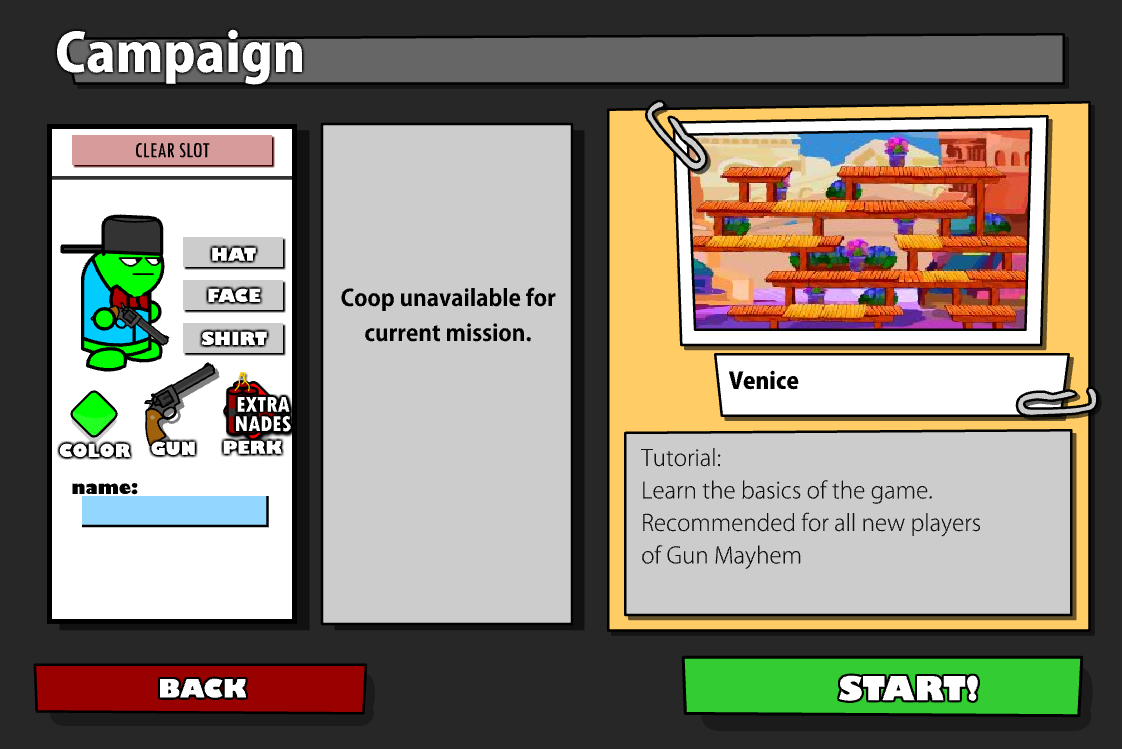 Campaign
CLEAR SLOT
HAT
FACE
SHIRT
EXTRA
NADES
COLOR
GUN
PERK
name:
Coop unavailable for
current mission.
Venice
Tutorial:
Learn the basics of the game.
Recommended for all new players
of Gun Mayhem
BACK
START!